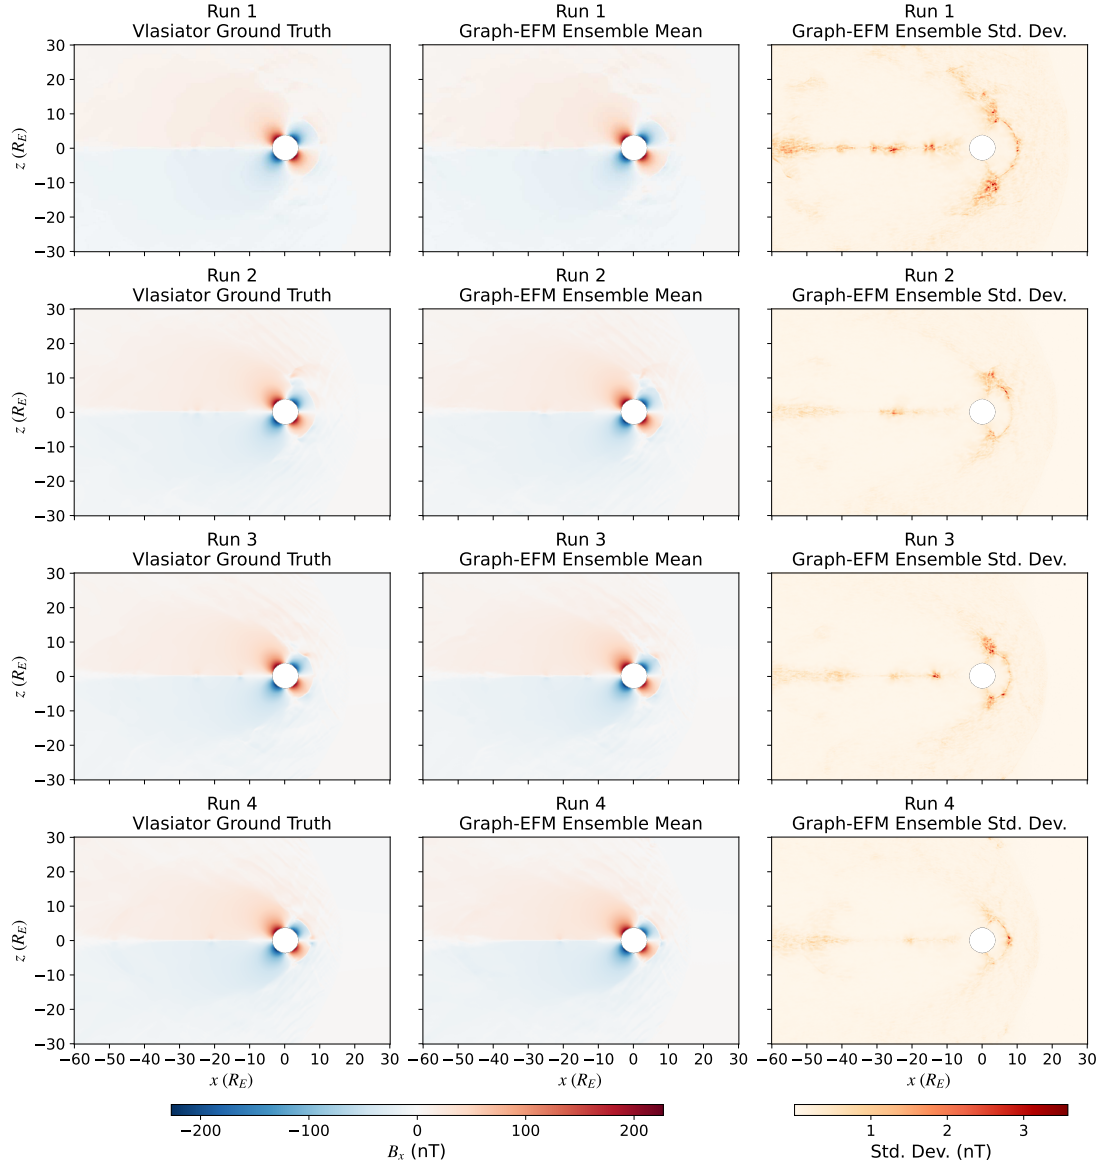 Run 1
Vlasiator Ground Truth
Run 1
Graph-EFM Ensemble Mean
Run 1
Graph-EFM Ensemble Std. Dev.
30
20
10
0
−10
−20
−30
z (R_E)
Run 2
Vlasiator Ground Truth
Run 2
Graph-EFM Ensemble Mean
Run 2
Graph-EFM Ensemble Std. Dev.
30
20
10
0
−10
−20
−30
z (R_E)
Run 3
Vlasiator Ground Truth
Run 3
Graph-EFM Ensemble Mean
Run 3
Graph-EFM Ensemble Std. Dev.
30
20
10
0
−10
−20
−30
z (R_E)
Run 4
Vlasiator Ground Truth
Run 4
Graph-EFM Ensemble Mean
Run 4
Graph-EFM Ensemble Std. Dev.
30
20
10
0
−10
−20
−30
z (R_E)
−60 −50 −40 −30 −20 −10 0 10 20 30
x (R_E)
−60 −50 −40 −30 −20 −10 0 10 20 30
x (R_E)
−60 −50 −40 −30 −20 −10 0 10 20 30
x (R_E)
−200 −100 0 100 200
B_x (nT)
1 2 3
Std. Dev. (nT)